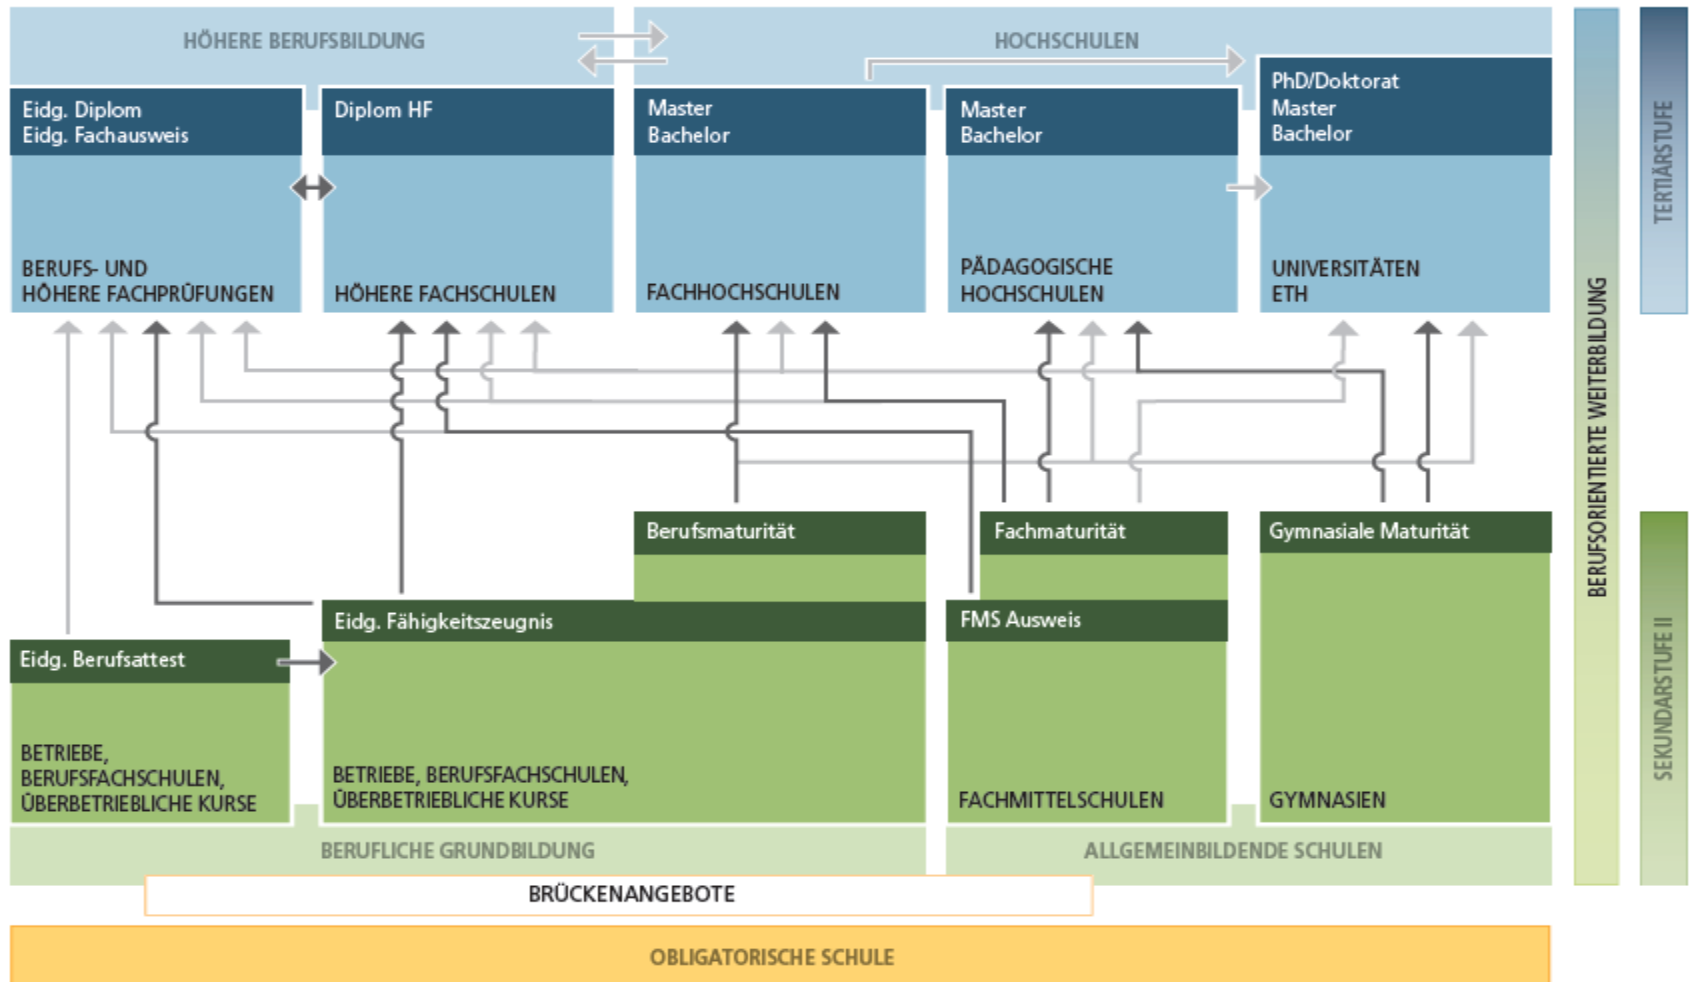 HÖHERE BERUFSBILDUNG
HOCHSCHULEN
Eidg. Diplom
Eidg. Fachausweis
BERUFS- UND
HÖHERE FACHPRÜFUNGEN
Diplom HF
HÖHERE FACHSCHULEN
Master
Bachelor
FACHHOCHSCHULEN
Master
Bachelor
PÄDAGOGISCHE
HOCHSCHULEN
PhD/Doktorat
Master
Bachelor
UNIVERSITÄTEN
ETH
Berufsmaturität
Fachmaturität
Gymnasiale Maturität
Eidg. Fähigkeitszeugnis
FMS Ausweis
Eidg. Berufsattest
BETRIEBE,
BERUFSFACHSCHULEN,
ÜBERBETRIEBLICHE KURSE
BETRIEBE, BERUFSFACHSCHULEN,
ÜBERBETRIEBLICHE KURSE
FACHMITTELSCHULEN
GYMNASIEN
BERUFLICHE GRUNDBILDUNG
ALLGEMEINBILDENDE SCHULEN
BRÜCKENANGEBOTE
OBLIGATORISCHE SCHULE
BERUFSORIENTIERTE WEITERBILDUNG
TERTIÄRSTUFE
SEKUNDARSTUFE II